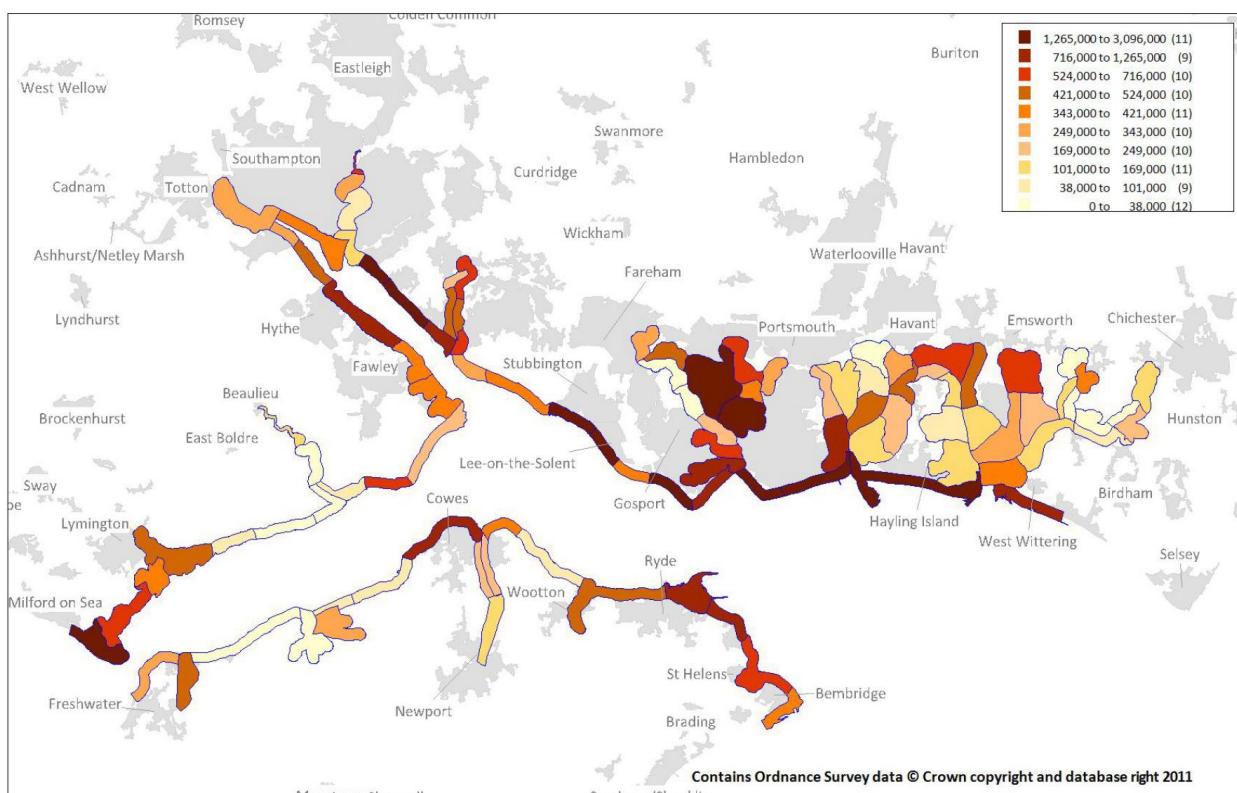 Romsey
Colden Common
Eastleigh
Buriton
West Wellow
Swanmore
Southampton
Hambledon
Cadnam
Totton
Curdridge
Wickham
Ashhurst/Netley Marsh
Waterlooville
Havant
Fareham
Lyndhurst
Hythe
Portsmouth
Havant
Emsworth
Chichester
Stubbington
Fawley
Beaulieu
Brockenhurst
Hunston
East Boldre
Lee-on-the-Solent
Sway
Cowes
Gosport
Birdham
Lymington
Hayling Island
West Wittering
Ryde
Selsey
Milford on Sea
Wootton
St Helens
Bembridge
Freshwater
Newport
Brading
1,265,000 to 3,096,000 (11)
716,000 to 1,265,000 (9)
524,000 to 716,000 (10)
421,000 to 524,000 (10)
343,000 to 421,000 (11)
249,000 to 343,000 (10)
169,000 to 249,000 (10)
101,000 to 169,000 (11)
38,000 to 101,000 (9)
0 to 38,000 (12)
Contains Ordnance Survey data © Crown copyright and database right 2011